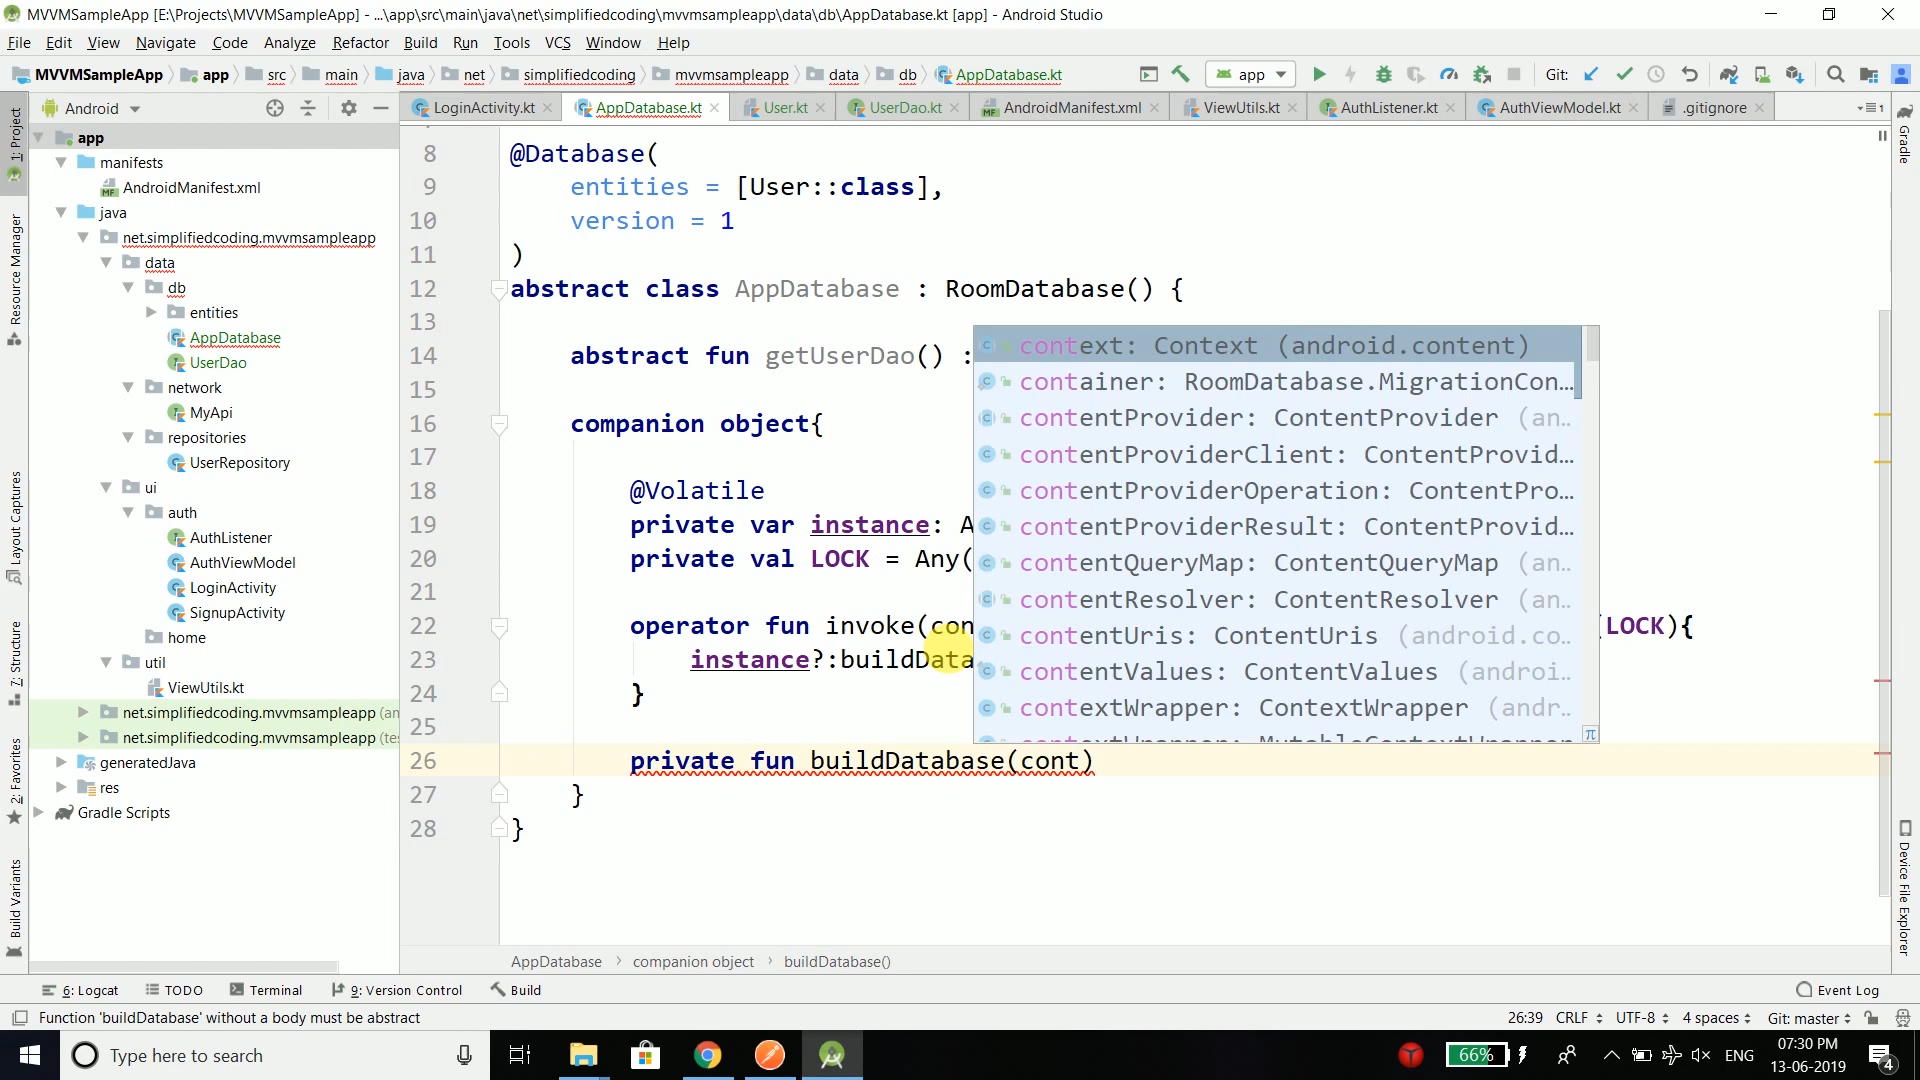 MVVMSampleApp [E:\Projects\MVVMSampleApp] - ...\app\src\main\java\net\simplifiedcoding\mvvmsampleapp\data\db\AppDatabase.kt [app] - Android Studio
File Edit View Navigate Code Analyze Refactor Build Run Tools VCS Window Help
MVVMSampleApp app src main java net simplifiedcoding mvvmsampleapp data db AppDatabase.kt app Git:
Android
LoginActivity.kt AppDatabase.kt User.kt UserDao.kt AndroidManifest.xml ViewUtils.kt AuthListener.kt AuthViewModel.kt .gitignore
1: Project
Resource Manager
Layout Captures
7: Structure
2: Favorites
Build Variants
app
manifests
AndroidManifest.xml
java
net.simplifiedcoding.mvvmsampleapp
data
db
entities
AppDatabase
UserDao
network
MyApi
repositories
UserRepository
ui
auth
AuthListener
AuthViewModel
LoginActivity
SignupActivity
home
util
ViewUtils.kt
net.simplifiedcoding.mvvmsampleapp (an
net.simplifiedcoding.mvvmsampleapp (tes
generatedJava
res
Gradle Scripts
8 @Database(
9 entities = [User::class],
10 version = 1
11 )
12 abstract class AppDatabase : RoomDatabase() {
13
14 abstract fun getUserDao() :
15
16 companion object{
17
18 @Volatile
19 private var instance: A
20 private val LOCK = Any(
21
22 operator fun invoke(con (LOCK){
23 instance?:buildData
24 }
25
26 private fun buildDatabase(cont)
27 }
28 }
context: Context (android.content)
container: RoomDatabase.MigrationCon…
contentProvider: ContentProvider (an…
contentProviderClient: ContentProvid…
contentProviderOperation: ContentPro…
contentProviderResult: ContentProvid…
contentQueryMap: ContentQueryMap (an…
contentResolver: ContentResolver (an…
contentUris: ContentUris (android.co…
contentValues: ContentValues (androi…
contextWrapper: ContextWrapper (andr…
π
Gradle
Device File Explorer
AppDatabase companion object buildDatabase()
6: Logcat TODO Terminal 9: Version Control Build Event Log
Function 'buildDatabase' without a body must be abstract 26:39 CRLF UTF-8 4 spaces Git: master
Type here to search 66% ENG 07:30 PM
13-06-2019 4